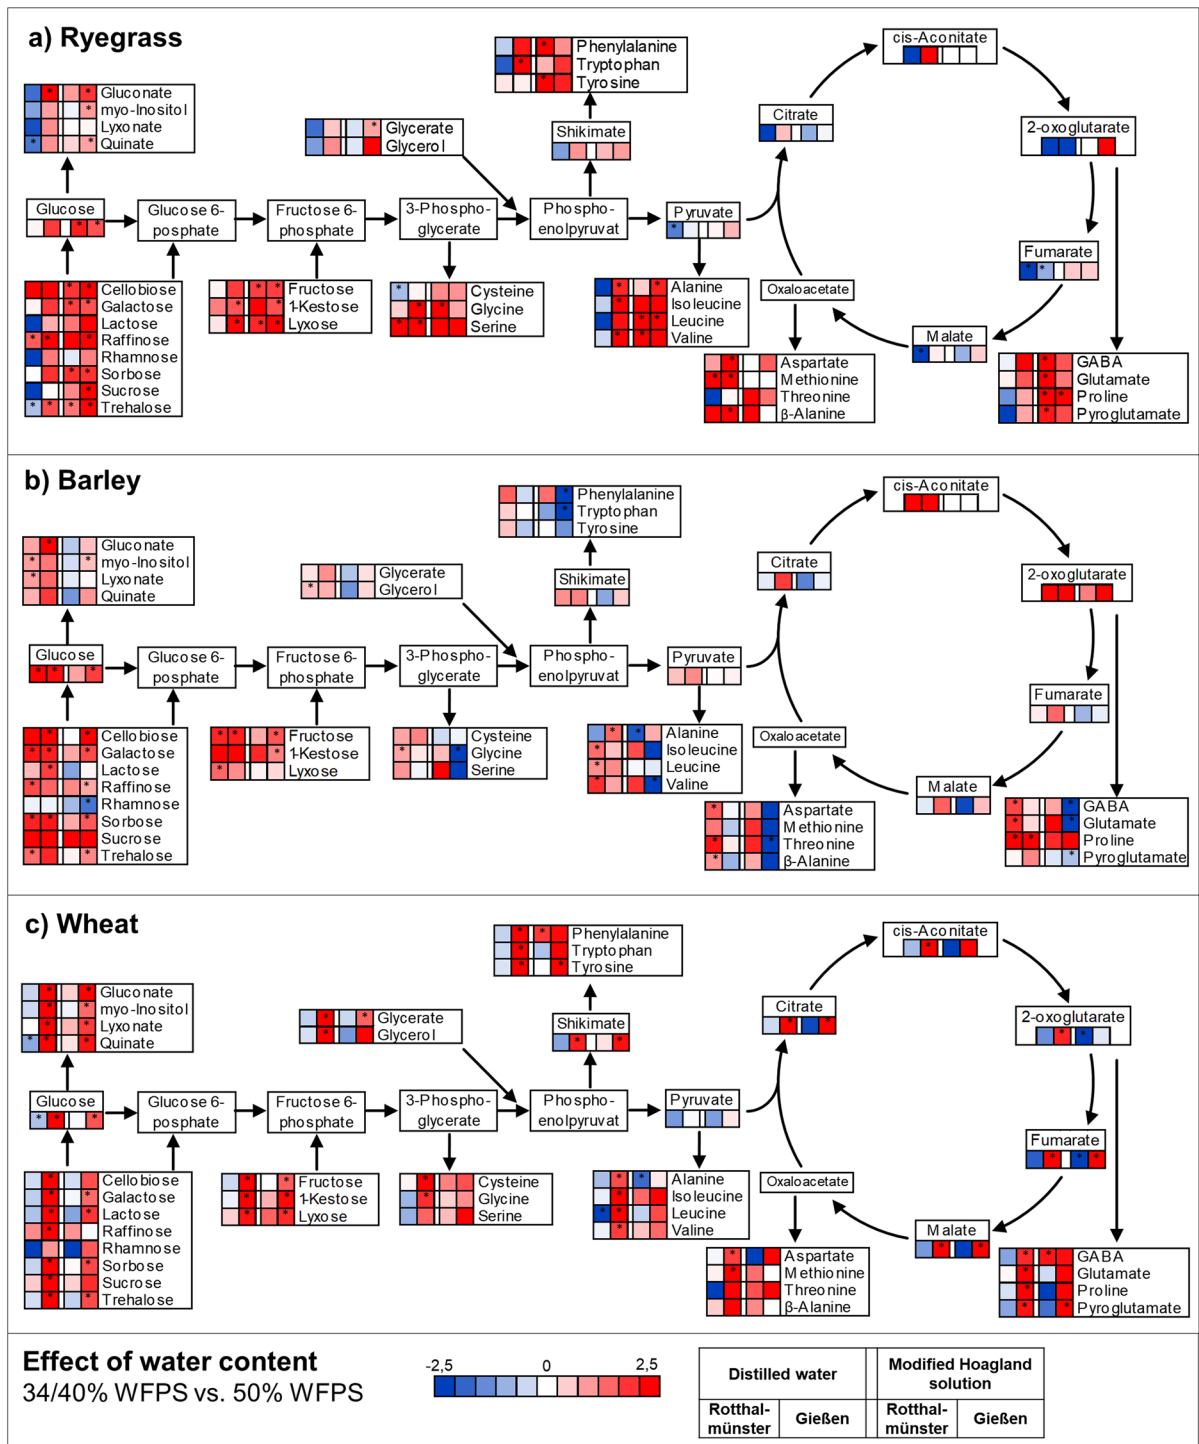 a) Ryegrass
Gluconate
myo-Inositol
Lyxonate
Quinate
Glucose
Cellobiose
Galactose
Lactose
Raffinose
Rhamnose
Sorbose
Sucrose
Trehalose
Glucose 6-
posphate
Fructose 6-
phosphate
Fructose
1-Kestose
Lyxose
Glycerate
Glycerol
3-Phospho-
glycerate
Cysteine
Glycine
Serine
Phenylalanine
Tryptophan
Tyrosine
Shikimate
Phospho-
enolpyruvat
Pyruvate
Alanine
Isoleucine
Leucine
Valine
Citrate
cis-Aconitate
2-oxoglutarate
Fumarate
Malate
Oxaloacetate
Aspartate
Methionine
Threonine
β-Alanine
GABA
Glutamate
Proline
Pyroglutamate
b) Barley
Gluconate
myo-Inositol
Lyxonate
Quinate
Glucose
Cellobiose
Galactose
Lactose
Raffinose
Rhamnose
Sorbose
Sucrose
Trehalose
Glucose 6-
posphate
Fructose 6-
phosphate
Fructose
1-Kestose
Lyxose
Glycerate
Glycerol
3-Phospho-
glycerate
Cysteine
Glycine
Serine
Phenylalanine
Tryptophan
Tyrosine
Shikimate
Phospho-
enolpyruvat
Pyruvate
Alanine
Isoleucine
Leucine
Valine
Citrate
cis-Aconitate
2-oxoglutarate
Fumarate
Malate
Oxaloacetate
Aspartate
Methionine
Threonine
β-Alanine
GABA
Glutamate
Proline
Pyroglutamate
c) Wheat
Gluconate
myo-Inositol
Lyxonate
Quinate
Glucose
Cellobiose
Galactose
Lactose
Raffinose
Rhamnose
Sorbose
Sucrose
Trehalose
Glucose 6-
posphate
Fructose 6-
phosphate
Fructose
1-Kestose
Lyxose
Glycerate
Glycerol
3-Phospho-
glycerate
Cysteine
Glycine
Serine
Phenylalanine
Tryptophan
Tyrosine
Shikimate
Phospho-
enolpyruvat
Pyruvate
Alanine
Isoleucine
Leucine
Valine
Citrate
cis-Aconitate
2-oxoglutarate
Fumarate
Malate
Oxaloacetate
Aspartate
Methionine
Threonine
β-Alanine
GABA
Glutamate
Proline
Pyroglutamate
Effect of water content
34/40% WFPS vs. 50% WFPS
-2,5 0 2,5
Distilled water
Modified Hoagland
solution
Rotthal-
münster
Gießen
Rotthal-
münster
Gießen